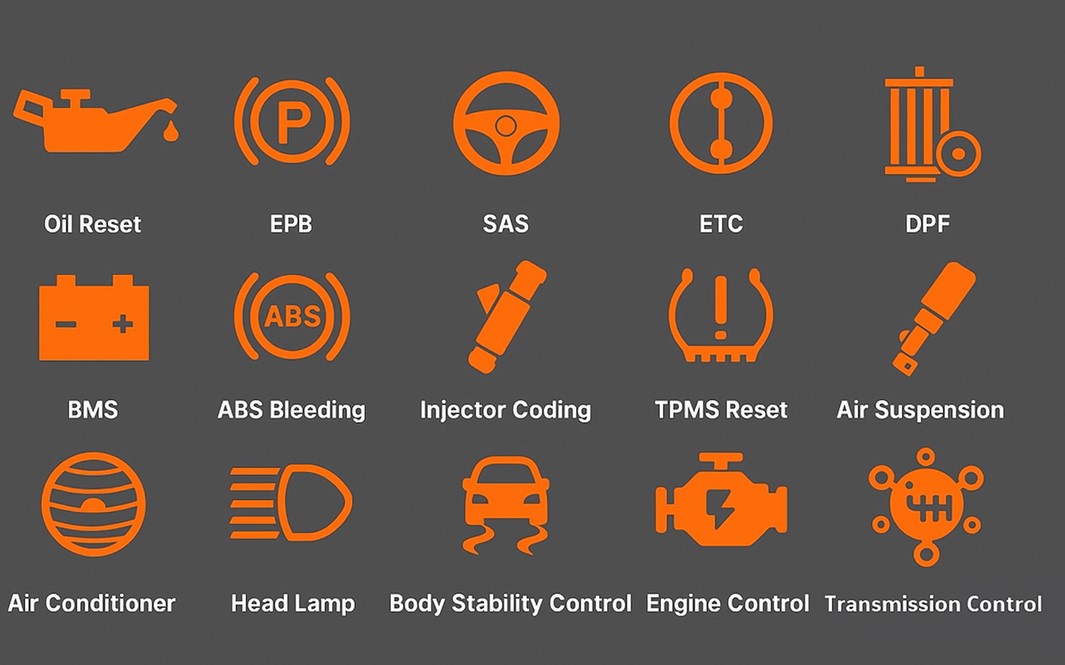 P
Oil Reset
EPB
SAS
ETC
DPF
ABS
BMS
ABS Bleeding
Injector Coding
TPMS Reset
Air Suspension
Air Conditioner
Head Lamp
Body Stability Control
Engine Control
Transmission Control